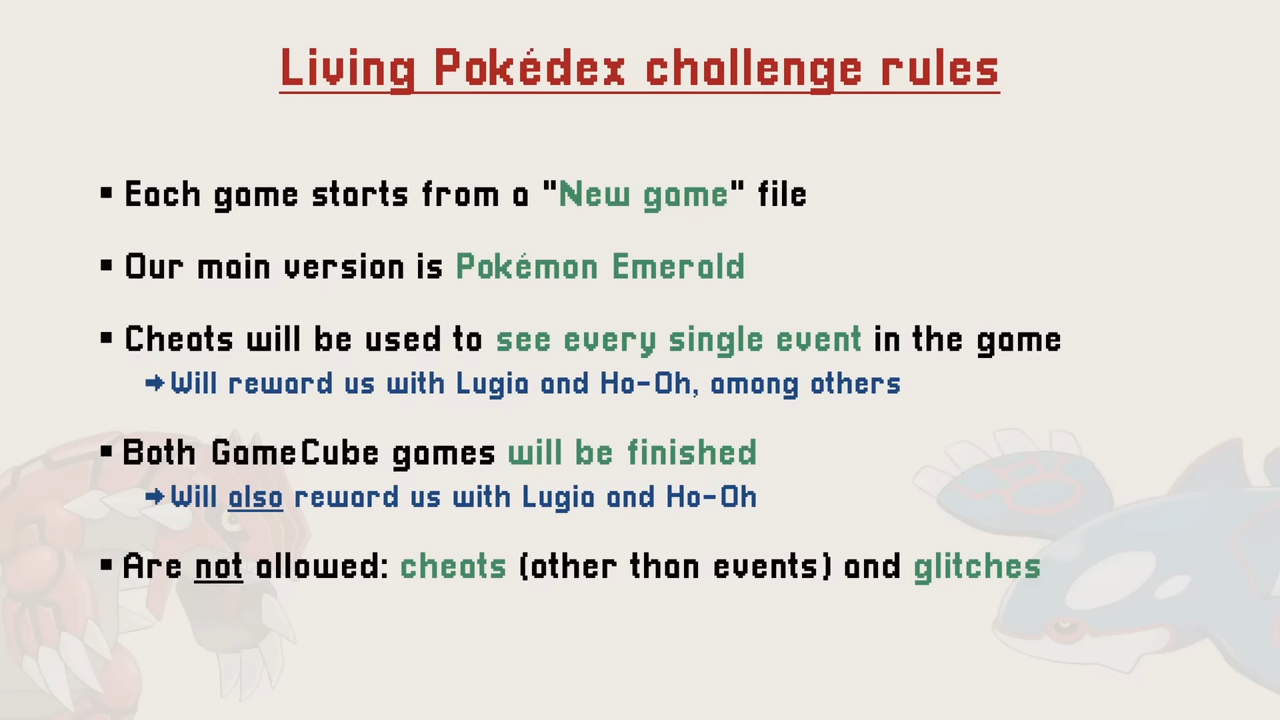 Living Pokédex challenge rules
▪ Each game starts from a "New game" file
▪ Our main version is Pokémon Emerald
▪ Cheats will be used to see every single event in the game
➔ Will reward us with Lugia and Ho-Oh, among others
▪ Both GameCube games will be finished
➔ Will also reward us with Lugia and Ho-Oh
▪ Are not allowed: cheats (other than events) and glitches